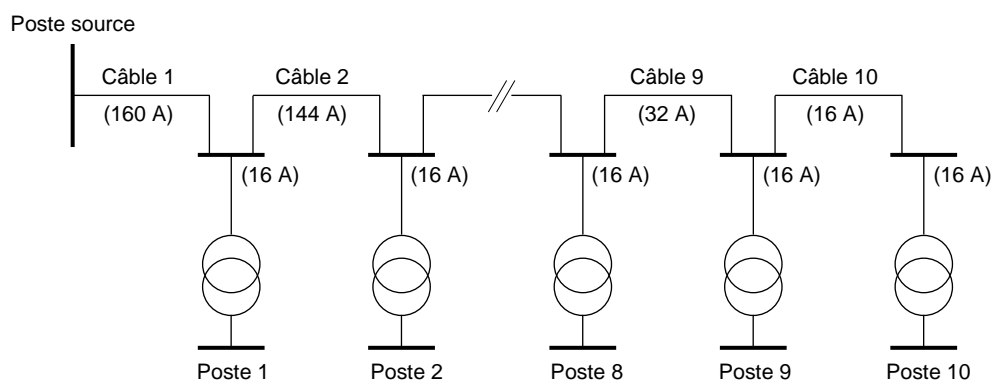 Poste source
Câble 1
Câble 2
Câble 9
Câble 10
(160 A)
(144 A)
(32 A)
(16 A)
(16 A)
(16 A)
(16 A)
(16 A)
(16 A)
Poste 1
Poste 2
Poste 8
Poste 9
Poste 10